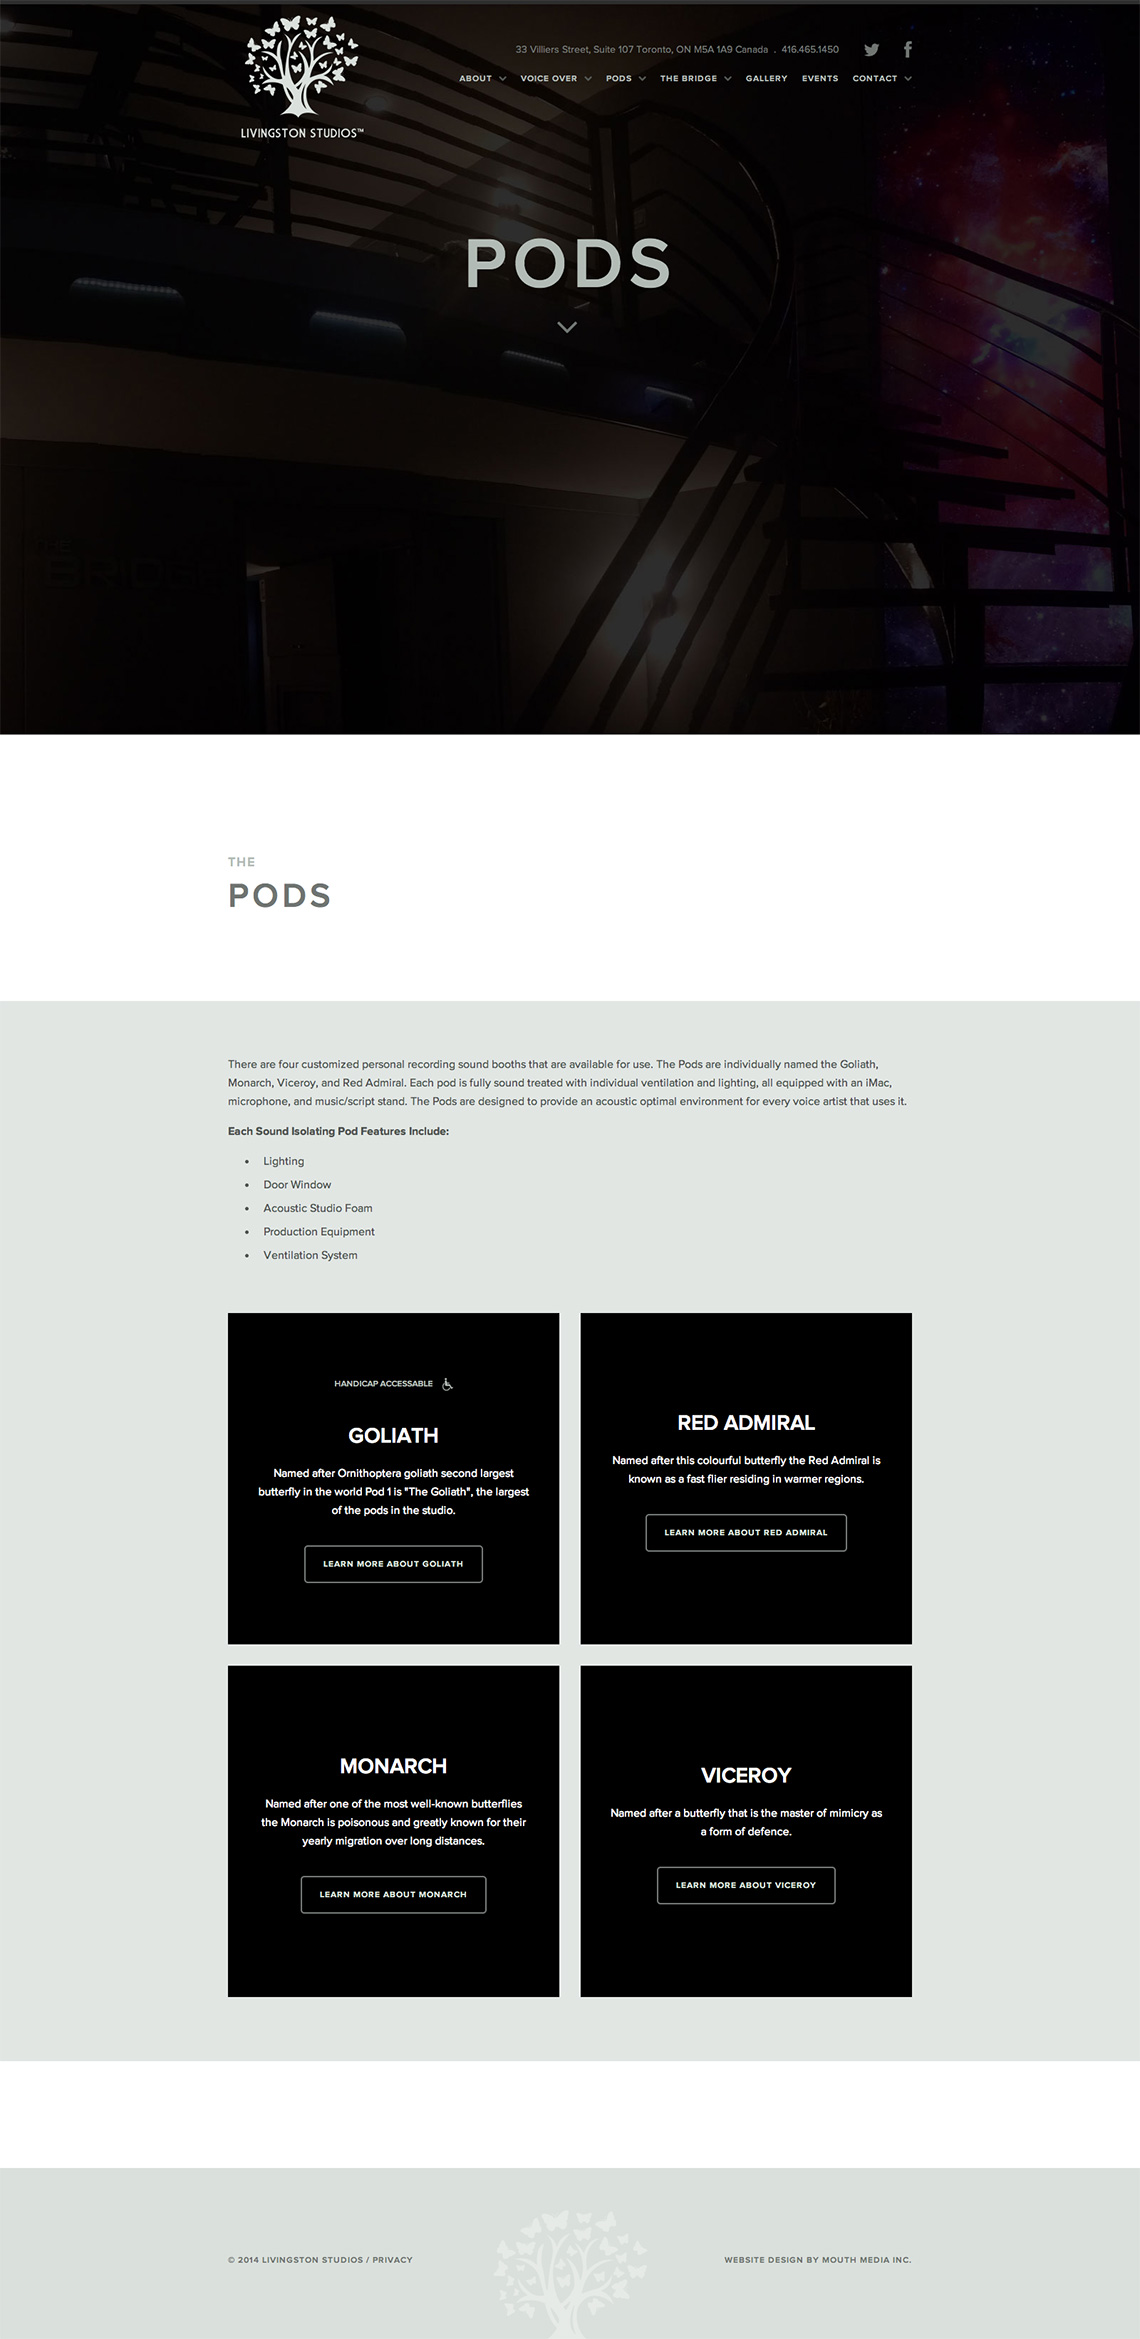 LIVINGSTON STUDIOS™
33 Villiers Street, Suite 107 Toronto, ON M5A 1A9 Canada . 416.465.1450
ABOUT VOICE OVER PODS THE BRIDGE GALLERY EVENTS CONTACT
PODS
THE
BRIDGE
THE
PODS
There are four customized personal recording sound booths that are available for use. The Pods are individually named the Goliath,
Monarch, Viceroy, and Red Admiral. Each pod is fully sound treated with individual ventilation and lighting, all equipped with an iMac,
microphone, and music/script stand. The Pods are designed to provide an acoustic optimal environment for every voice artist that uses it.
Each Sound Isolating Pod Features Include:
• Lighting
• Door Window
• Acoustic Studio Foam
• Production Equipment
• Ventilation System
HANDICAP ACCESSABLE
GOLIATH
Named after Ornithoptera goliath second largest
butterfly in the world Pod 1 is "The Goliath", the largest
of the pods in the studio.
LEARN MORE ABOUT GOLIATH
RED ADMIRAL
Named after this colourful butterfly the Red Admiral is
known as a fast flier residing in warmer regions.
LEARN MORE ABOUT RED ADMIRAL
MONARCH
Named after one of the most well-known butterflies
the Monarch is poisonous and greatly known for their
yearly migration over long distances.
LEARN MORE ABOUT MONARCH
VICEROY
Named after a butterfly that is the master of mimicry as
a form of defence.
LEARN MORE ABOUT VICEROY
© 2014 LIVINGSTON STUDIOS / PRIVACY
WEBSITE DESIGN BY MOUTH MEDIA INC.